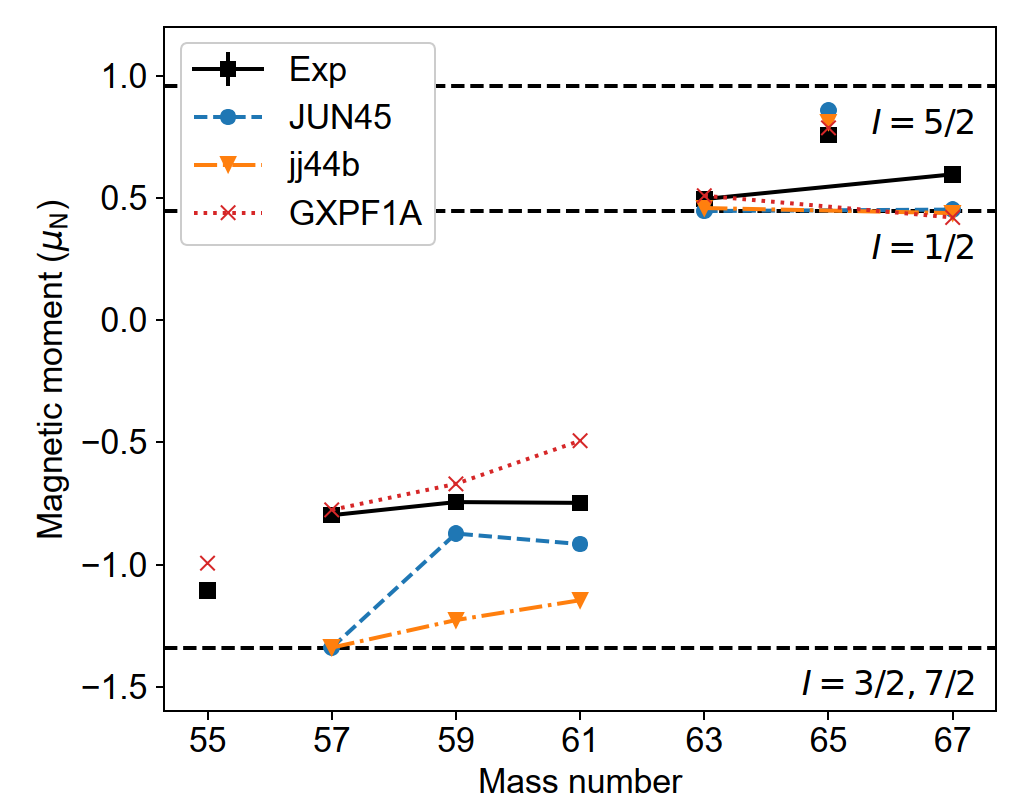 Exp
JUN45
jj44b
GXPF1A
I = 5/2
I = 1/2
I = 3/2, 7/2
1.0
0.5
0.0
−0.5
−1.0
−1.5
Magnetic moment (μN)
55 57 59 61 63 65 67
Mass number